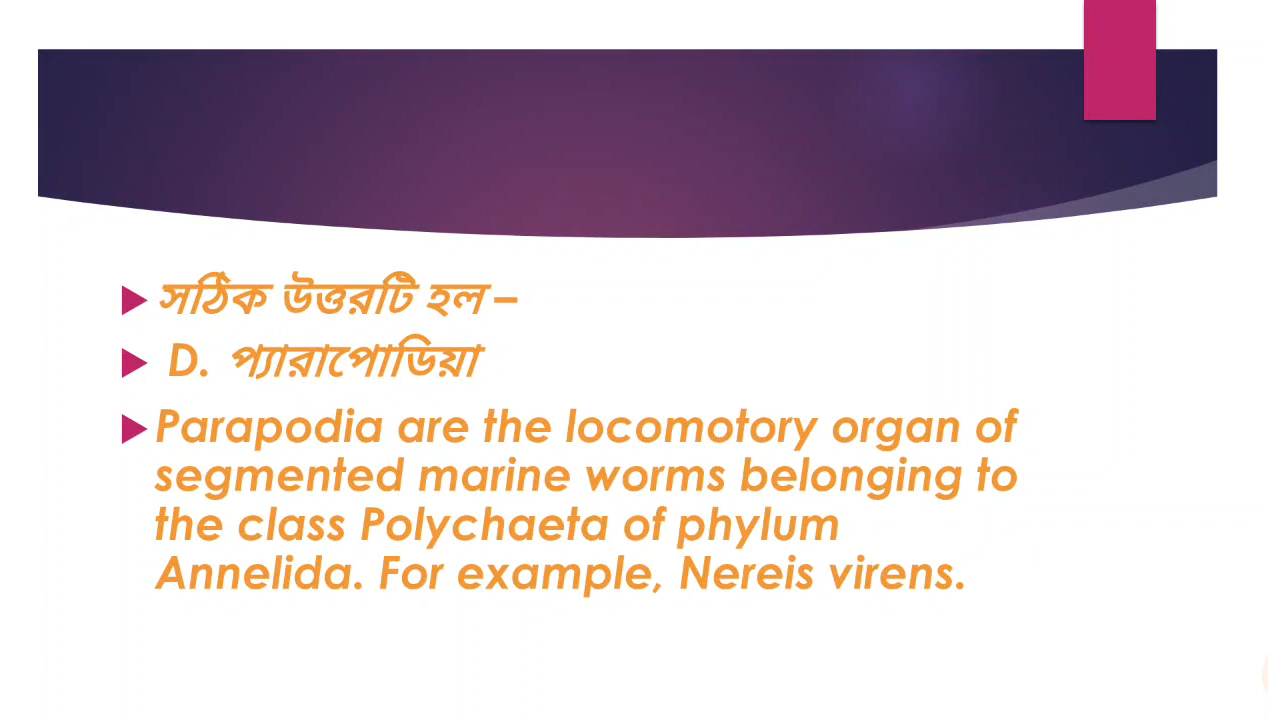 সঠিক উত্তরটি হল –
D. প্যারাপোডিয়া
Parapodia are the locomotory organ of
segmented marine worms belonging to
the class Polychaeta of phylum
Annelida. For example, Nereis virens.